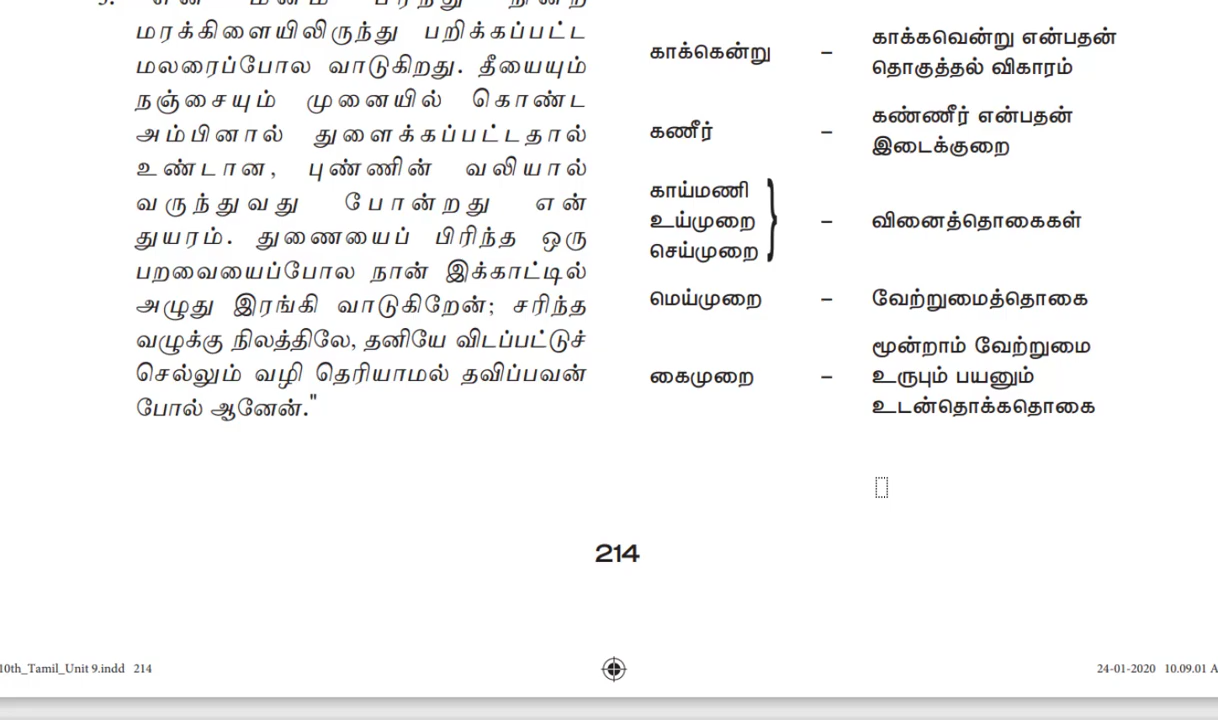 மரக்கிளையிலிருந்து பறிக்கப்பட்ட
மலரைப்போல வாடுகிறது. தீயையும்
நஞ்சையும் முனையில் கொண்ட
அம்பினால் துளைக்கப்பட்டதால்
உண்டான, புண்ணின் வலியால்
வருந்துவது போன்றது என்
துயரம். துணையைப் பிரிந்த ஒரு
பறவையைப்போல நான் இக்காட்டில்
அழுது இரங்கி வாடுகிறேன்; சரிந்த
வழுக்கு நிலத்திலே, தனியே விடப்பட்டுச்
செல்லும் வழி தெரியாமல் தவிப்பவன்
போல் ஆனேன்."
காக்கென்று – காக்கவென்று என்பதன்
தொகுத்தல் விகாரம்
கணீர் – கண்ணீர் என்பதன்
இடைக்குறை
காய்மணி
உய்முறை – வினைத்தொகைகள்
செய்முறை
மெய்முறை – வேற்றுமைத்தொகை
கைமுறை – மூன்றாம் வேற்றுமை
உருபும் பயனும்
உடன்தொக்கதொகை
214
10th_Tamil_Unit 9.indd 214
24-01-2020 10.09.01 A